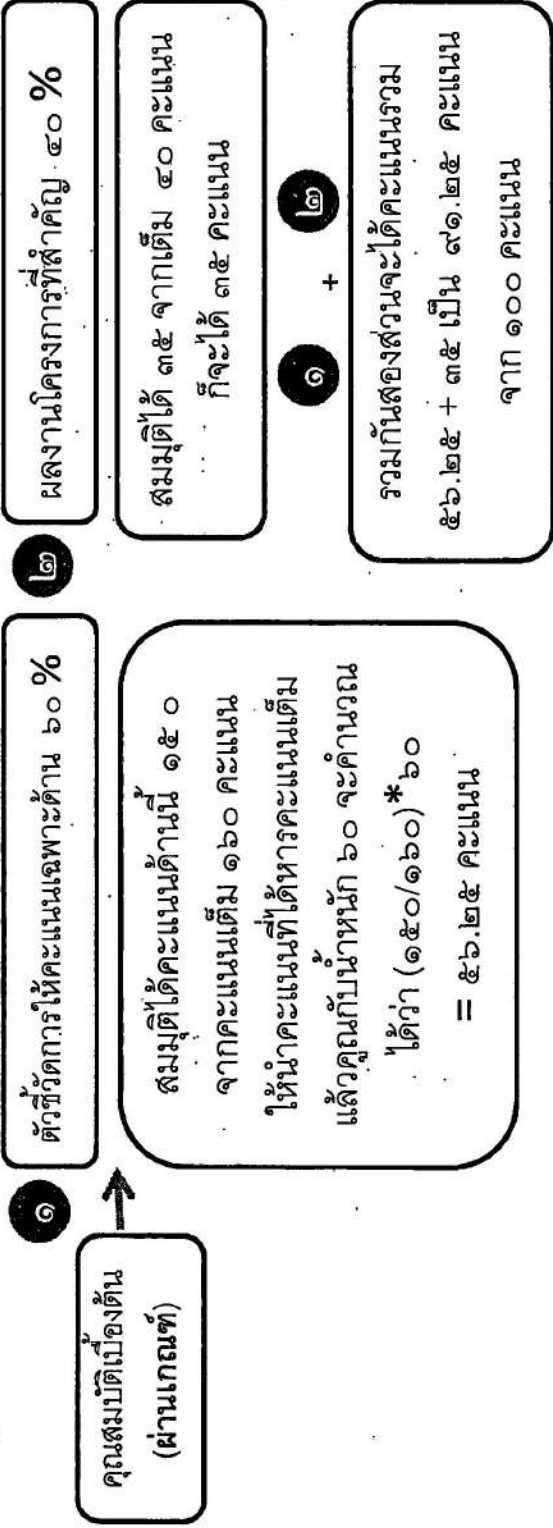 คุณสมบัติเบื้องต้น
(ผ่านเกณฑ์)
๑
ตัวชี้วัดการให้คะแนนเฉพาะด้าน ๖๐ %
สมมุติได้คะแนนด้านนี้ ๑๕ ๐
จากคะแนนเต็ม ๑๖๐ คะแนน
ให้นำคะแนนที่ได้หารคะแนนเต็ม
แล้วคูณกับน้ำหนัก ๖๐ จะคำนวณ
ได้ว่า (๑๕๐/๑๖๐)*๖๐
= ๕๖.๒๕ คะแนน
๒
ผลงานโครงการที่สำคัญ ๔๐ %
สมมุติได้ ๓๕ จากเต็ม ๔๐ คะแนน
ก็จะได้ ๓๕ คะแนน
๑ + ๒
รวมกันสองส่วนจะได้คะแนนรวม
๕๖.๒๕ + ๓๕ เป็น ๙๑.๒๕ คะแนน
จาก ๑๐๐ คะแนน